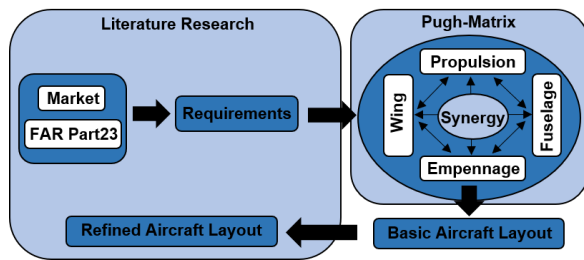 Literature Research
Pugh-Matrix
Market
FAR Part23
Requirements
Propulsion
Wing
Synergy
Fuselage
Empennage
Refined Aircraft Layout
Basic Aircraft Layout